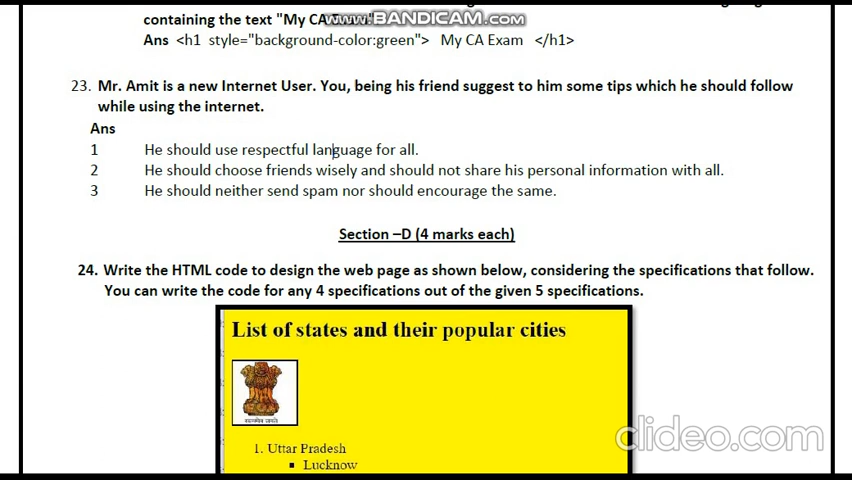 www.BANDICAM.com
containing the text "My CA Exam"
Ans <h1 style="background-color:green"> My CA Exam </h1>
23. Mr. Amit is a new Internet User. You, being his friend suggest to him some tips which he should follow
while using the internet.
Ans
1 He should use respectful language for all.
2 He should choose friends wisely and should not share his personal information with all.
3 He should neither send spam nor should encourage the same.
Section –D (4 marks each)
24. Write the HTML code to design the web page as shown below, considering the specifications that follow.
You can write the code for any 4 specifications out of the given 5 specifications.
List of states and their popular cities
सत्यमेव जयते
1. Uttar Pradesh
▪ Lucknow
clideo.com